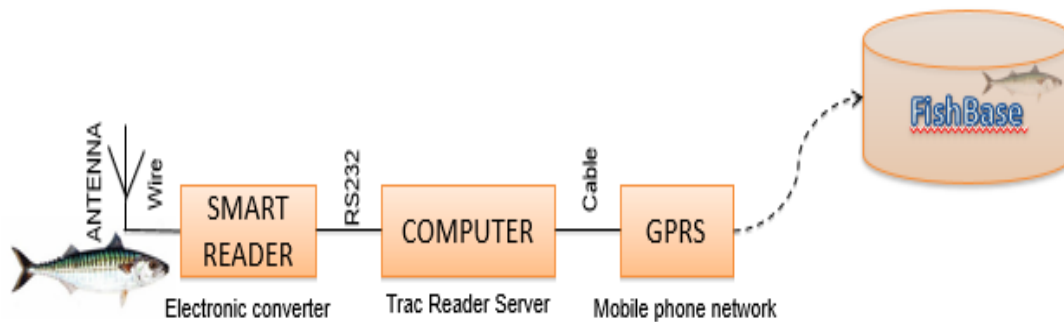 ANTENNA
Wire
SMART
READER
Electronic converter
RS232
COMPUTER
Trac Reader Server
Cable
GPRS
Mobile phone network
FishBase